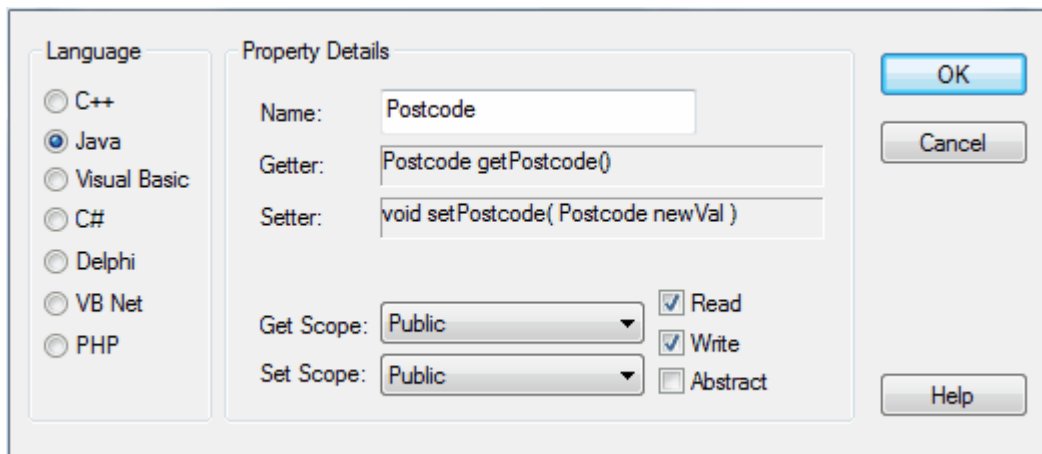 Language
C++
Java
Visual Basic
C#
Delphi
VB Net
PHP
Property Details
Name: Postcode
Getter: Postcode getPostcode()
Setter: void setPostcode( Postcode newVal )
Get Scope: Public
Set Scope: Public
Read
Write
Abstract
OK
Cancel
Help